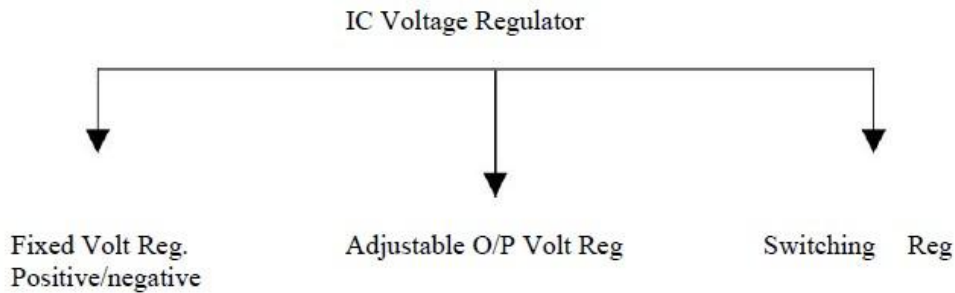 IC Voltage Regulator
Fixed Volt Reg.
Positive/negative
Adjustable O/P Volt Reg
Switching Reg